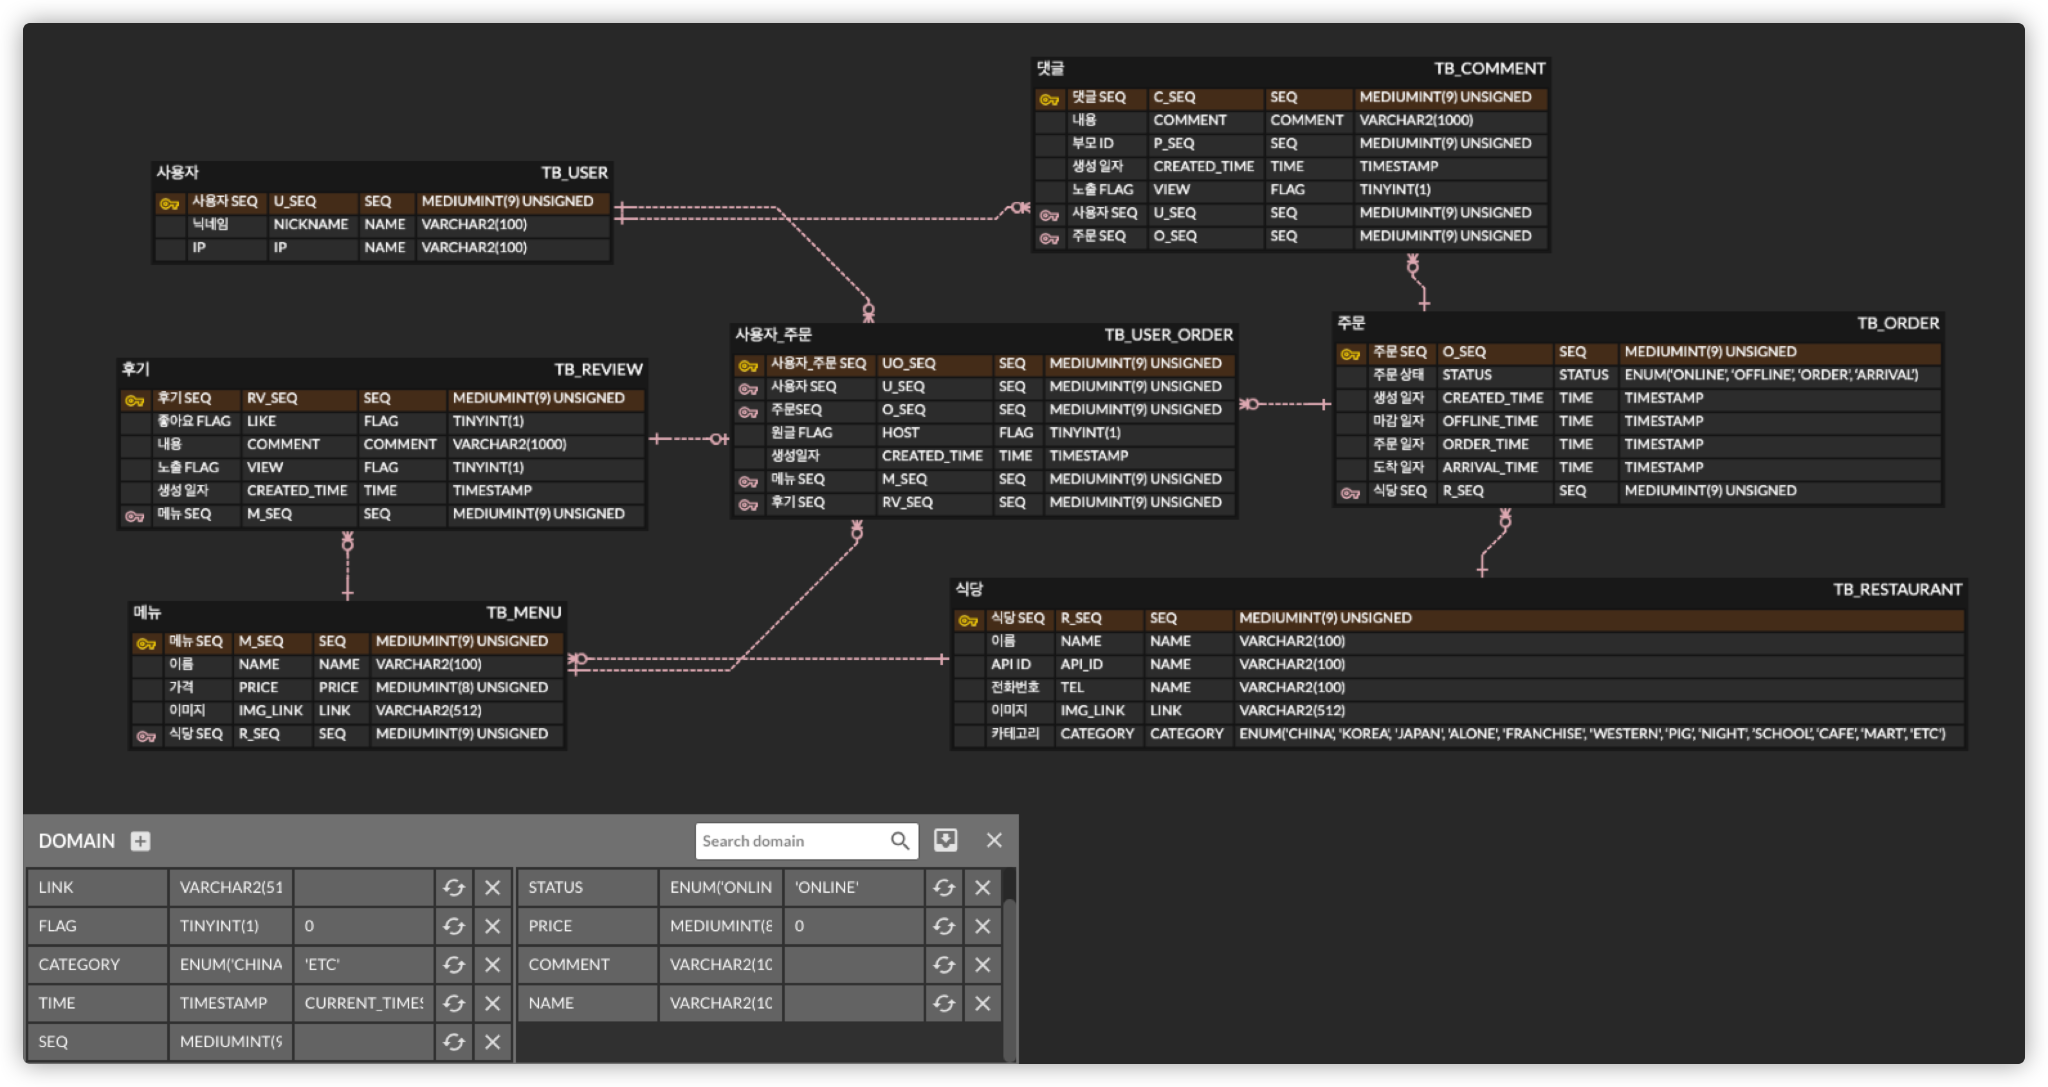 댓글 TB_COMMENT
댓글 SEQ C_SEQ SEQ MEDIUMINT(9) UNSIGNED
내용 COMMENT COMMENT VARCHAR2(1000)
부모 ID P_SEQ SEQ MEDIUMINT(9) UNSIGNED
생성 일자 CREATED_TIME TIME TIMESTAMP
노출 FLAG VIEW FLAG TINYINT(1)
사용자 SEQ U_SEQ SEQ MEDIUMINT(9) UNSIGNED
주문 SEQ O_SEQ SEQ MEDIUMINT(9) UNSIGNED
사용자 TB_USER
사용자 SEQ U_SEQ SEQ MEDIUMINT(9) UNSIGNED
닉네임 NICKNAME NAME VARCHAR2(100)
IP IP NAME VARCHAR2(100)
사용자_주문 TB_USER_ORDER
사용자_주문 SEQ UO_SEQ SEQ MEDIUMINT(9) UNSIGNED
사용자 SEQ U_SEQ SEQ MEDIUMINT(9) UNSIGNED
주문SEQ O_SEQ SEQ MEDIUMINT(9) UNSIGNED
원글 FLAG HOST FLAG TINYINT(1)
생성일자 CREATED_TIME TIME TIMESTAMP
메뉴 SEQ M_SEQ SEQ MEDIUMINT(9) UNSIGNED
후기 SEQ RV_SEQ SEQ MEDIUMINT(9) UNSIGNED
주문 TB_ORDER
주문 SEQ O_SEQ SEQ MEDIUMINT(9) UNSIGNED
주문 상태 STATUS STATUS ENUM('ONLINE', 'OFFLINE', 'ORDER', 'ARRIVAL')
생성 일자 CREATED_TIME TIME TIMESTAMP
마감 일자 OFFLINE_TIME TIME TIMESTAMP
주문 일자 ORDER_TIME TIME TIMESTAMP
도착 일자 ARRIVAL_TIME TIME TIMESTAMP
식당 SEQ R_SEQ SEQ MEDIUMINT(9) UNSIGNED
후기 TB_REVIEW
후기 SEQ RV_SEQ SEQ MEDIUMINT(9) UNSIGNED
좋아요 FLAG LIKE FLAG TINYINT(1)
내용 COMMENT COMMENT VARCHAR2(1000)
노출 FLAG VIEW FLAG TINYINT(1)
생성 일자 CREATED_TIME TIME TIMESTAMP
메뉴 SEQ M_SEQ SEQ MEDIUMINT(9) UNSIGNED
메뉴 TB_MENU
메뉴 SEQ M_SEQ SEQ MEDIUMINT(9) UNSIGNED
이름 NAME NAME VARCHAR2(100)
가격 PRICE PRICE MEDIUMINT(8) UNSIGNED
이미지 IMG_LINK LINK VARCHAR2(512)
식당 SEQ R_SEQ SEQ MEDIUMINT(9) UNSIGNED
식당 TB_RESTAURANT
식당 SEQ R_SEQ SEQ MEDIUMINT(9) UNSIGNED
이름 NAME NAME VARCHAR2(100)
API ID API_ID NAME VARCHAR2(100)
전화번호 TEL NAME VARCHAR2(100)
이미지 IMG_LINK LINK VARCHAR2(512)
카테고리 CATEGORY CATEGORY ENUM('CHINA', 'KOREA', 'JAPAN', 'ALONE', 'FRANCHISE', 'WESTERN', 'PIG', 'NIGHT', 'SCHOOL', 'CAFE', 'MART', 'ETC')
DOMAIN Search domain
LINK VARCHAR2(51 STATUS ENUM('ONLIN 'ONLINE'
FLAG TINYINT(1) 0 PRICE MEDIUMINT(8 0
CATEGORY ENUM('CHINA 'ETC' COMMENT VARCHAR2(10
TIME TIMESTAMP CURRENT_TIMES NAME VARCHAR2(10
SEQ MEDIUMINT(9